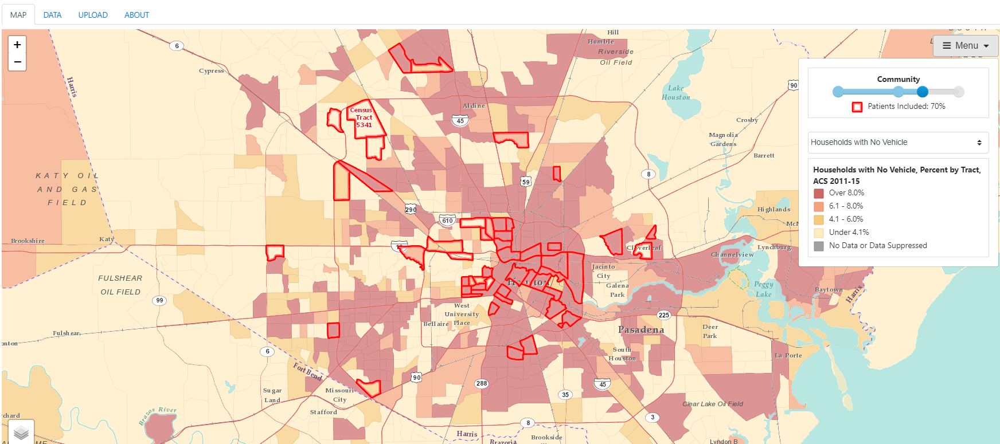 MAP DATA UPLOAD ABOUT
+
−
Menu
Community
Patients Included: 70%
Households with No Vehicle
Households with No Vehicle, Percent by Tract,
ACS 2011-15
Over 8.0%
6.1 - 8.0%
4.1 - 6.0%
Under 4.1%
No Data or Data Suppressed
Hill
Humble
Riverside
Oil Field
6
Cypress
Harris
Lake
Houston
90
Census
Tract
5341
Aldine
45
Crosby
Magnolia
Gardens
Barrett
KATY OIL
AND GAS
FIELD
8
59
290
610
Highlands
Brookshire
Katy
Cloverleaf
Channelview
Lynchburg
Jacinto
City
Galena
Park
FULSHEAR
OIL FIELD
99
Houston
Peggy
Lake
Baytown
Harris
West
University
Place
Bellaire
225
Pasadena
Deer
Park
Fulshear
6
South
Houston
La Porte
Fort Bend
90
288
45
Sugar
Land
Missouri
City
35
Stafford
Clear Lake Oil Field
3
Brazos River
8
Harris
Brazoria
Brookside
Lyndon B